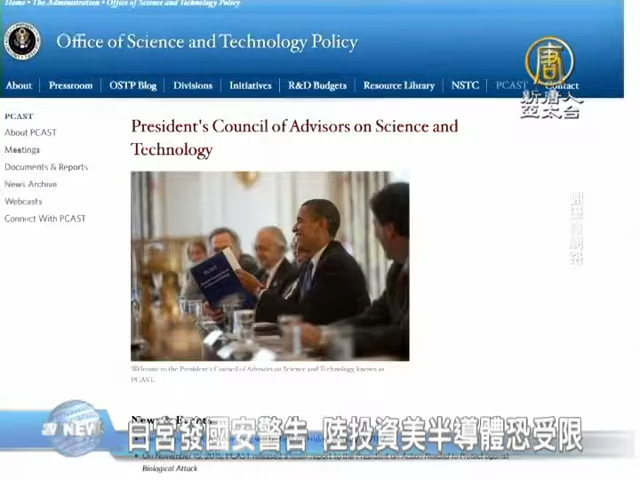 Home • The Administration • Office of Science and Technology Policy
Office of Science and Technology Policy
About Pressroom OSTP Blog Divisions Initiatives R&D Budgets Resource Library NSTC PCAST Contact
新唐人
亞太台
PCAST
About PCAST
Meetings
Documents & Reports
News Archive
Webcasts
Connect With PCAST
President's Council of Advisors on Science and
Technology
PCAST
Welcome to the President's Council of Advisors on Science and Technology, known as
PCAST.
News & Events
NEWS
白宮發國安警告 陸投資美半導體恐受限
Biological Attack